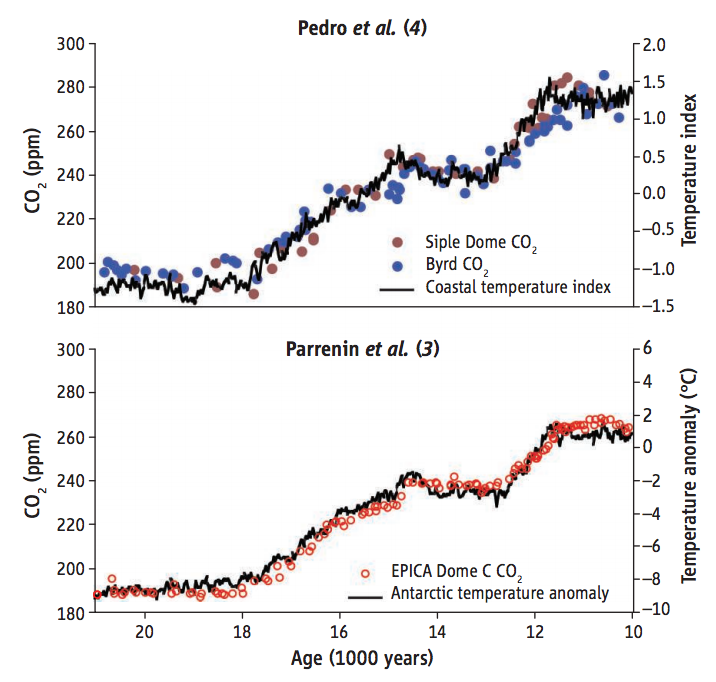 Pedro et al. (4)
300
280
260
240
220
200
180
CO2 (ppm)
2.0
1.5
1.0
0.5
0.0
−0.5
−1.0
−1.5
Temperature index
Siple Dome CO2
Byrd CO2
Coastal temperature index
Parrenin et al. (3)
300
280
260
240
220
200
180
CO2 (ppm)
6
4
2
0
−2
−4
−6
−8
−10
Temperature anomaly (°C)
EPICA Dome C CO2
Antarctic temperature anomaly
20 18 16 14 12 10
Age (1000 years)